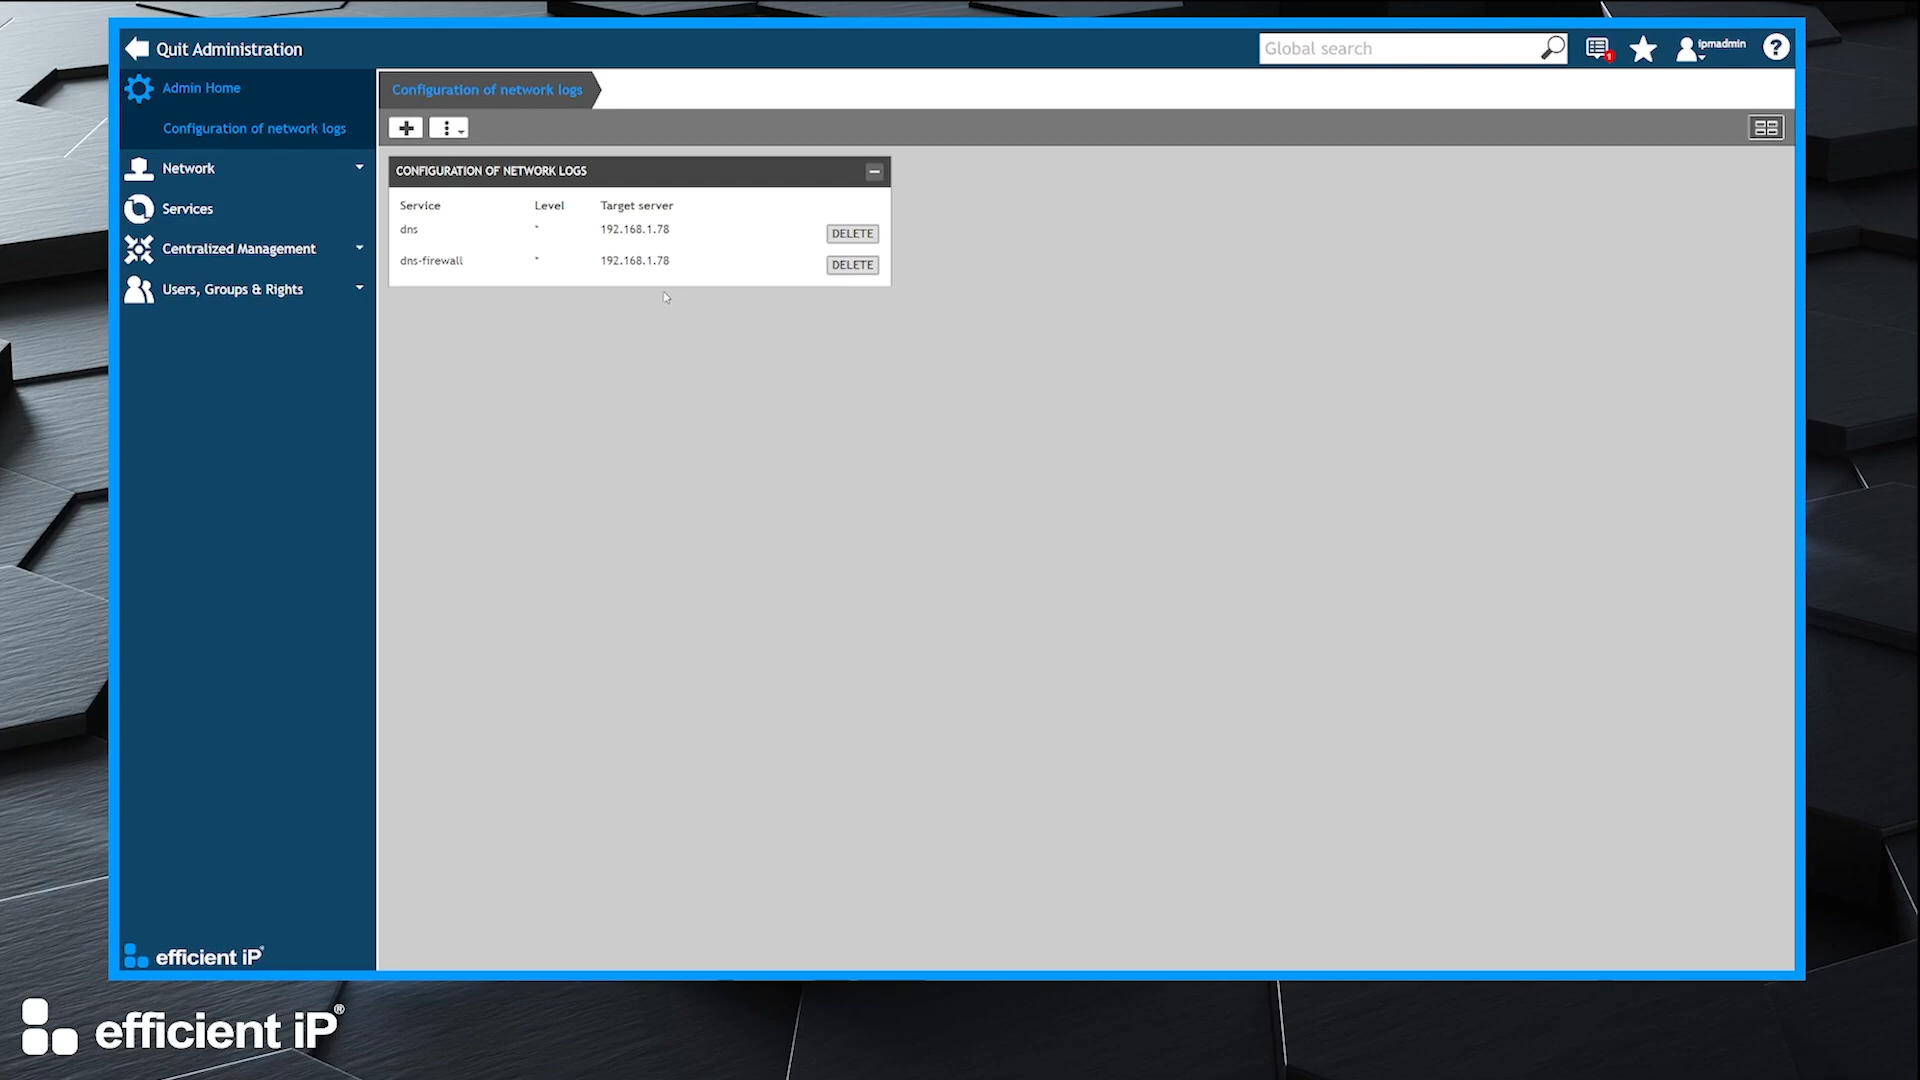 Quit Administration
Global search
1
ipmadmin
?
Admin Home
Configuration of network logs
Network
Services
Centralized Management
Users, Groups & Rights
Configuration of network logs
CONFIGURATION OF NETWORK LOGS
Service Level Target server
dns * 192.168.1.78 DELETE
dns-firewall * 192.168.1.78 DELETE
efficient iP®
efficient iP®